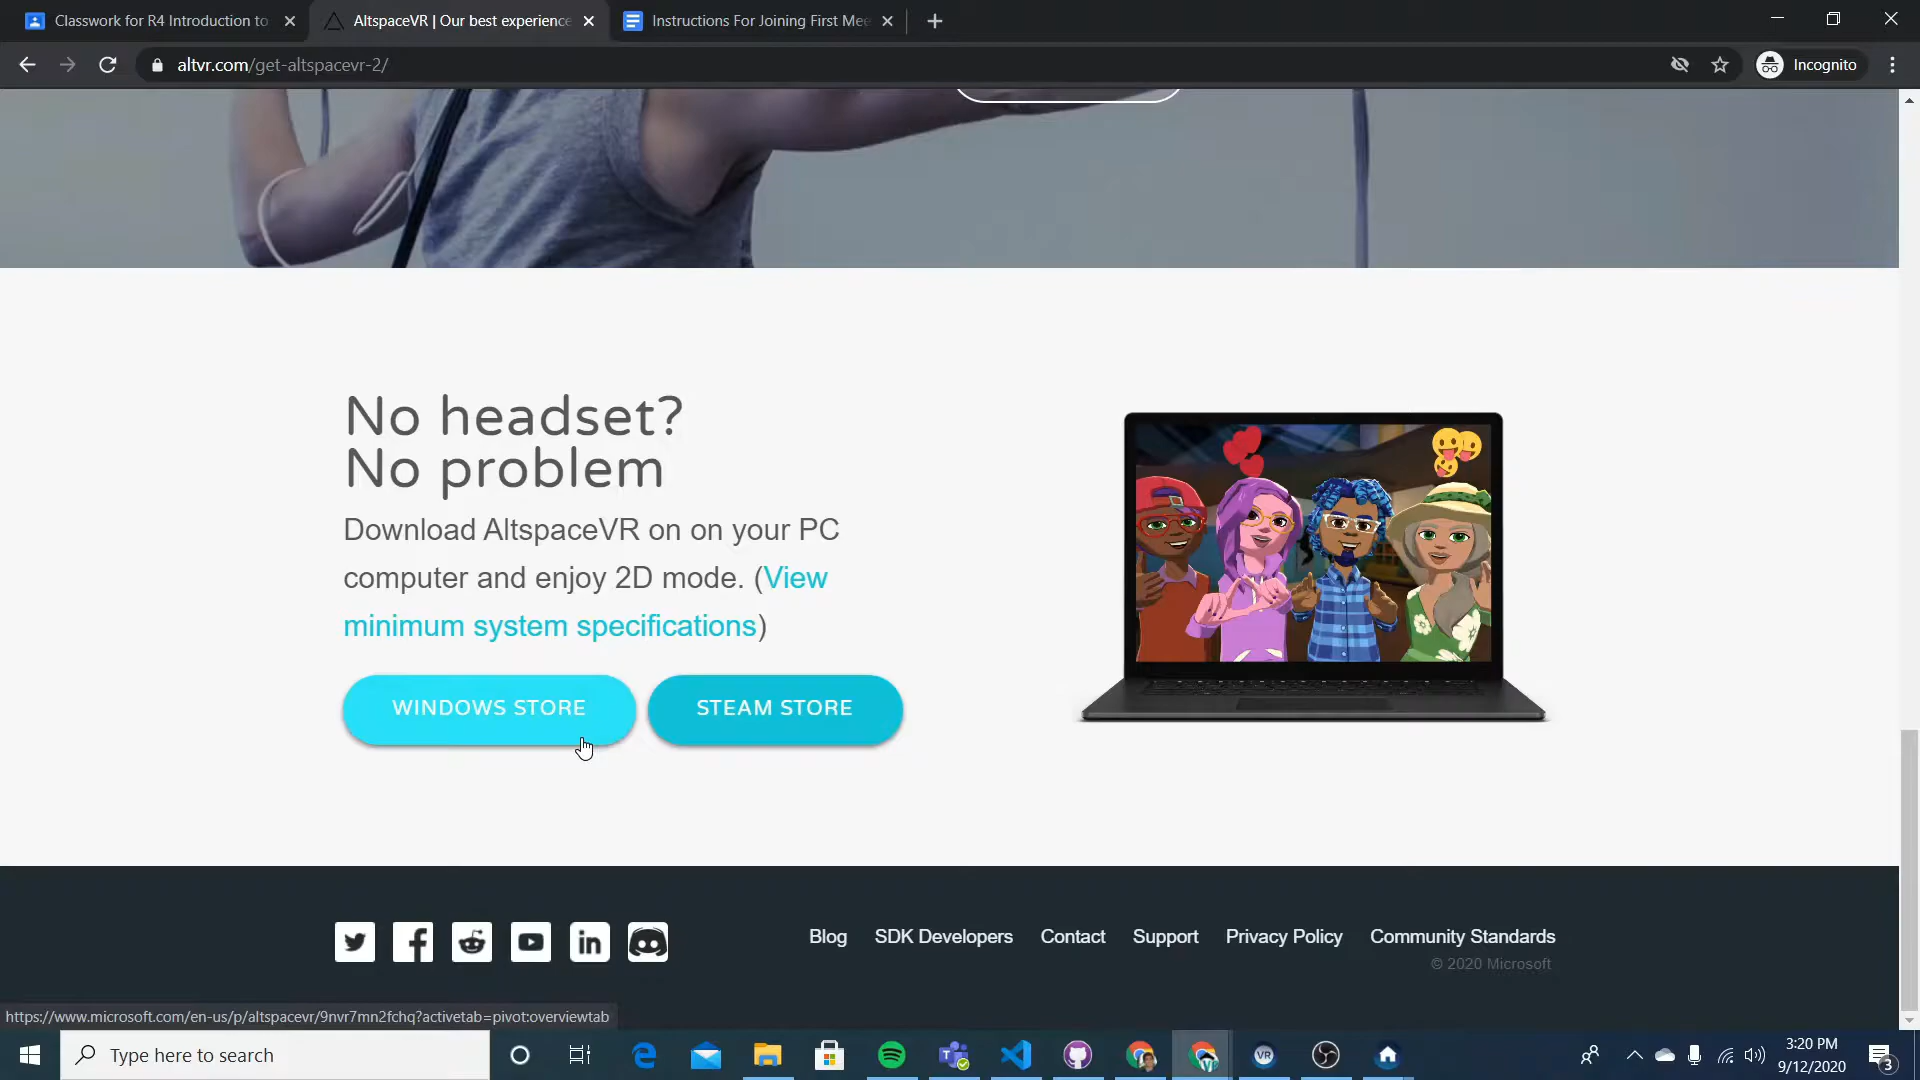 Classwork for R4 Introduction to
AltspaceVR | Our best experience
Instructions For Joining First Mee
altvr.com/get-altspacevr-2/
Incognito
No headset?
No problem
Download AltspaceVR on on your PC
computer and enjoy 2D mode. (View
minimum system specifications)
WINDOWS STORE
STEAM STORE
Blog
SDK Developers
Contact
Support
Privacy Policy
Community Standards
© 2020 Microsoft
https://www.microsoft.com/en-us/p/altspacevr/9nvr7mn2fchq?activetab=pivot:overviewtab
Type here to search
VR
3:20 PM
9/12/2020
3